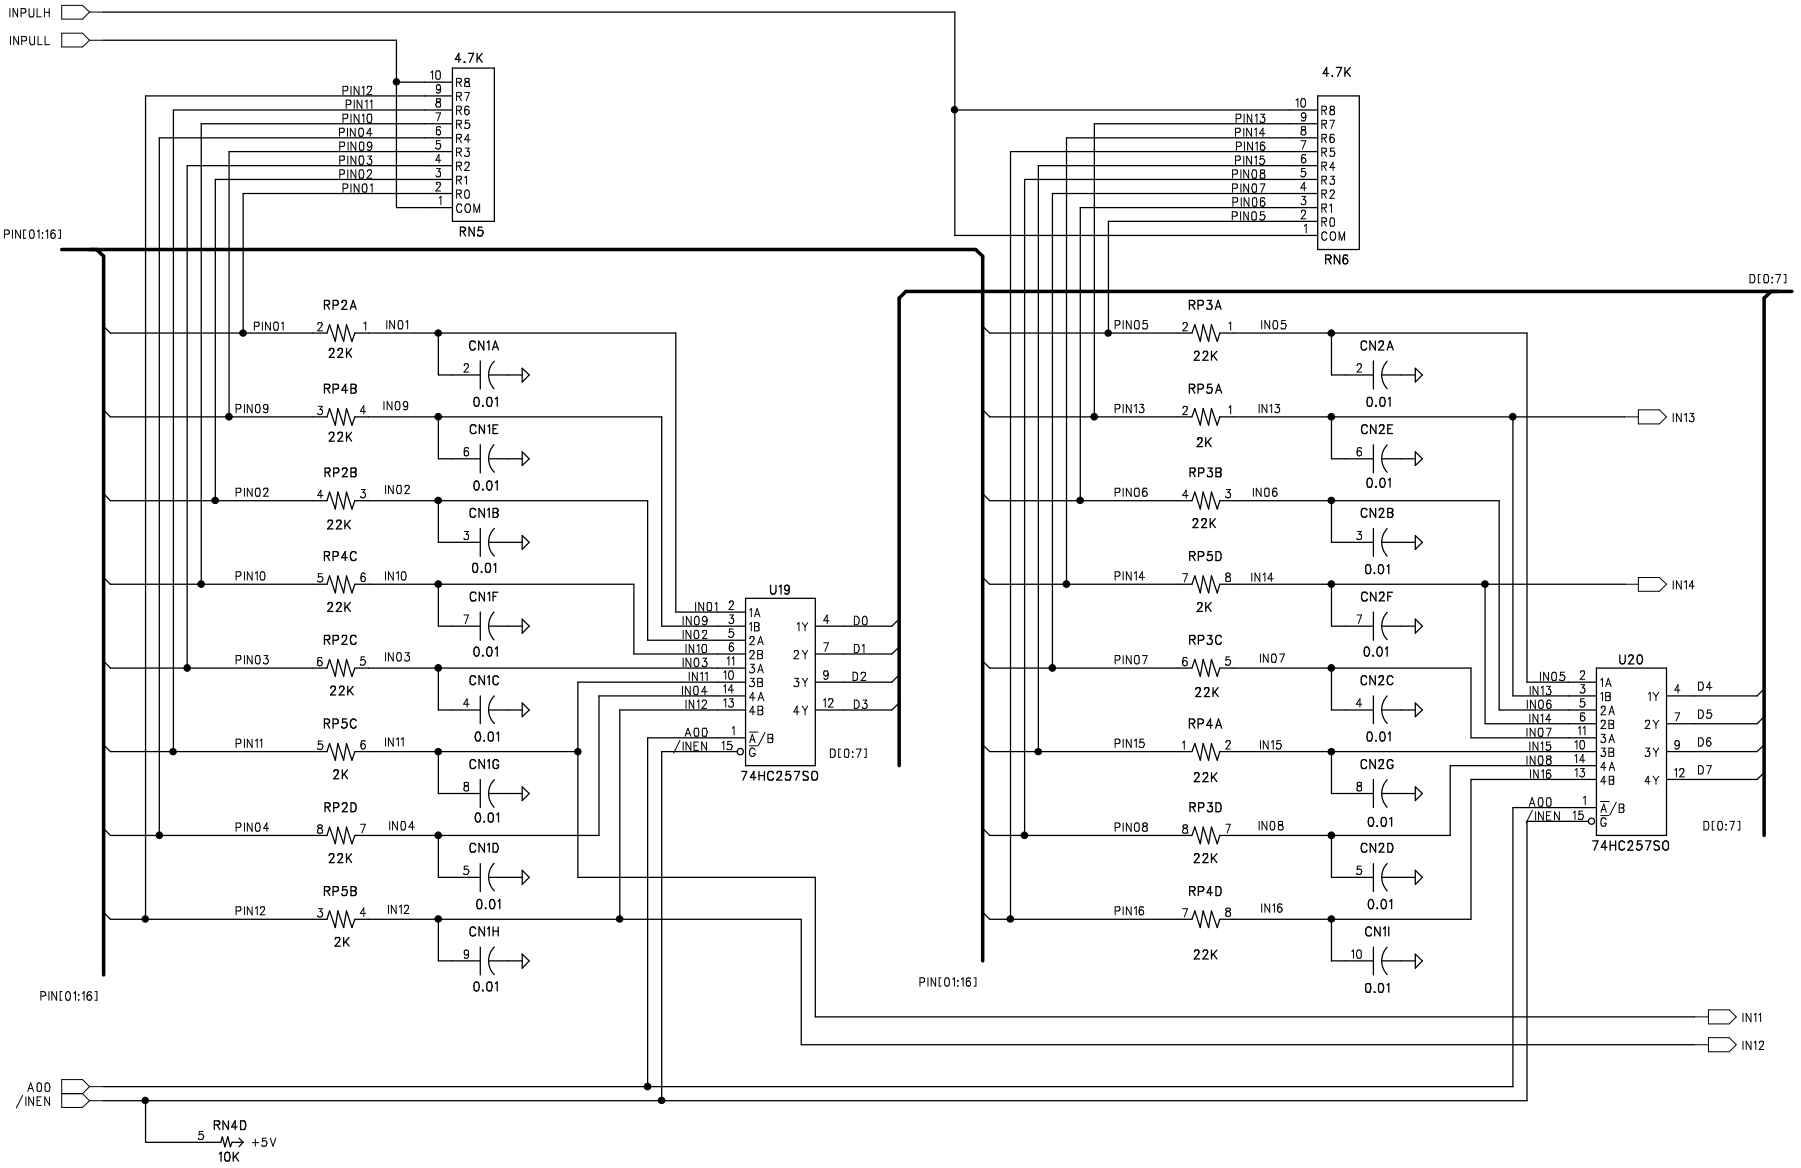 INPULH
INPULL
4.7K
10 R8
PIN12 9 R7
PIN11 8 R6
PIN10 7 R5
PIN04 6 R4
PIN09 5 R3
PIN03 4 R2
PIN02 3 R1
PIN01 2 R0
1 COM
RN5
4.7K
10 R8
PIN13 9 R7
PIN14 8 R6
PIN16 7 R5
PIN15 6 R4
PIN08 5 R3
PIN07 4 R2
PIN06 3 R1
PIN05 2 R0
1 COM
RN6
PIN[01:16]
D[0:7]
RP2A
PIN01 2 1 IN01
22K
CN1A
2
0.01
RP4B
PIN09 3 4 IN09
22K
CN1E
6
0.01
RP2B
PIN02 4 3 IN02
22K
CN1B
3
0.01
RP4C
PIN10 5 6 IN10
22K
CN1F
7
0.01
RP2C
PIN03 6 5 IN03
22K
CN1C
4
0.01
RP5C
PIN11 5 6 IN11
2K
CN1G
8
0.01
RP2D
PIN04 8 7 IN04
22K
CN1D
5
0.01
RP5B
PIN12 3 4 IN12
2K
CN1H
9
0.01
PIN[01:16]
U19
IN01 2 1A
IN09 3 1B
IN02 5 2A
IN10 6 2B
IN03 11 3A
IN11 10 3B
IN04 14 4A
IN12 13 4B
A00 1 A/B
/INEN 15 G
1Y 4 D0
2Y 7 D1
3Y 9 D2
4Y 12 D3
D[0:7]
74HC257SO
RP3A
PIN05 2 1 IN05
22K
CN2A
2
0.01
RP5A
PIN13 2 1 IN13
2K
CN2E
6
0.01
IN13
RP3B
PIN06 4 3 IN06
22K
CN2B
3
0.01
RP5D
PIN14 7 8 IN14
2K
CN2F
7
0.01
IN14
RP3C
PIN07 6 5 IN07
22K
CN2C
4
0.01
RP4A
PIN15 1 2 IN15
22K
CN2G
8
0.01
RP3D
PIN08 8 7 IN08
22K
CN2D
5
0.01
RP4D
PIN16 7 8 IN16
22K
CN1I
10
0.01
PIN[01:16]
U20
IN05 2 1A
IN13 3 1B
IN06 5 2A
IN14 6 2B
IN07 11 3A
IN15 10 3B
IN08 14 4A
IN16 13 4B
A00 1 A/B
/INEN 15 G
1Y 4 D4
2Y 7 D5
3Y 9 D6
4Y 12 D7
D[0:7]
74HC257SO
IN11
IN12
A00
/INEN
RN4D
5 +5V
10K